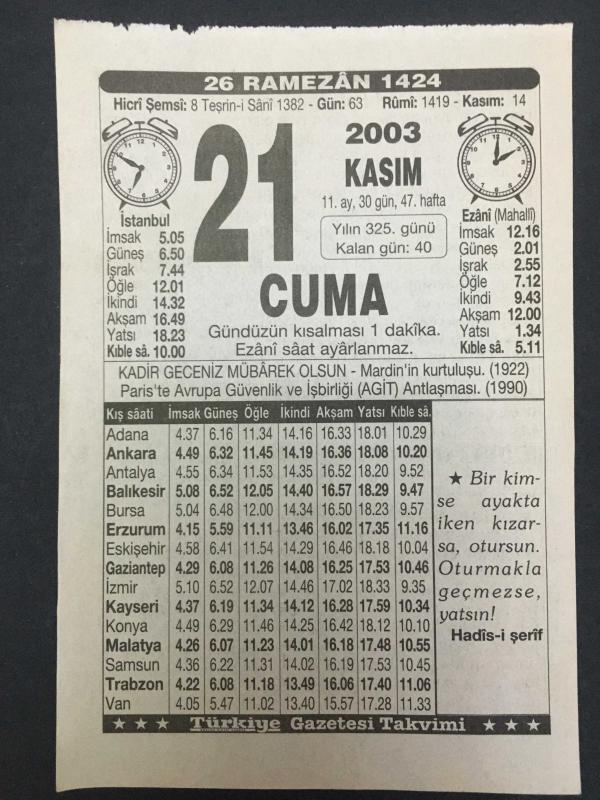 26 RAMEZÂN 1424
Hicrî Şemsî: 8 Teşrin-i Sânî 1382 - Gün: 63 Rûmî: 1419 - Kasım: 14
21
2003
KASIM
11. ay, 30 gün, 47. hafta
Yılın 325. günü
Kalan gün: 40
CUMA
Gündüzün kısalması 1 dakîka.
Ezânî sâat ayârlanmaz.
İstanbul
İmsak 5.05
Güneş 6.50
İşrak 7.44
Öğle 12.01
İkindi 14.32
Akşam 16.49
Yatsı 18.23
Kıble sâ. 10.00
Ezânî (Mahallî)
İmsak 12.16
Güneş 2.01
İşrak 2.55
Öğle 7.12
İkindi 9.43
Akşam 12.00
Yatsı 1.34
Kıble sâ. 5.11
KADİR GECENİZ MÜBÂREK OLSUN - Mardin'in kurtuluşu. (1922)
Paris'te Avrupa Güvenlik ve İşbirliği (AGİT) Antlaşması. (1990)
Kış sâati İmsak Güneş Öğle İkindi Akşam Yatsı Kıble sâ.
Adana 4.37 6.16 11.34 14.16 16.33 18.01 10.29
Ankara 4.49 6.32 11.45 14.19 16.36 18.08 10.20
Antalya 4.55 6.34 11.53 14.35 16.52 18.20 9.52
Balıkesir 5.08 6.52 12.05 14.40 16.57 18.29 9.47
Bursa 5.04 6.48 12.00 14.34 16.50 18.23 9.57
Erzurum 4.15 5.59 11.11 13.46 16.02 17.35 11.16
Eskişehir 4.58 6.41 11.54 14.29 16.46 18.18 10.04
Gaziantep 4.29 6.08 11.26 14.08 16.25 17.53 10.46
İzmir 5.10 6.52 12.07 14.46 17.02 18.33 9.35
Kayseri 4.37 6.19 11.34 14.12 16.28 17.59 10.34
Konya 4.49 6.29 11.46 14.25 16.42 18.12 10.10
Malatya 4.26 6.07 11.23 14.01 16.18 17.48 10.55
Samsun 4.36 6.22 11.31 14.02 16.19 17.53 10.45
Trabzon 4.22 6.08 11.18 13.49 16.06 17.40 11.06
Van 4.05 5.47 11.02 13.40 15.57 17.28 11.33
★ Bir kim-
se ayakta
iken kızar-
sa, otursun.
Oturmakla
geçmezse,
yatsın!
Hadîs-i şerîf
★ ★ ★ Türkiye Gazetesi Takvimi ★ ★ ★